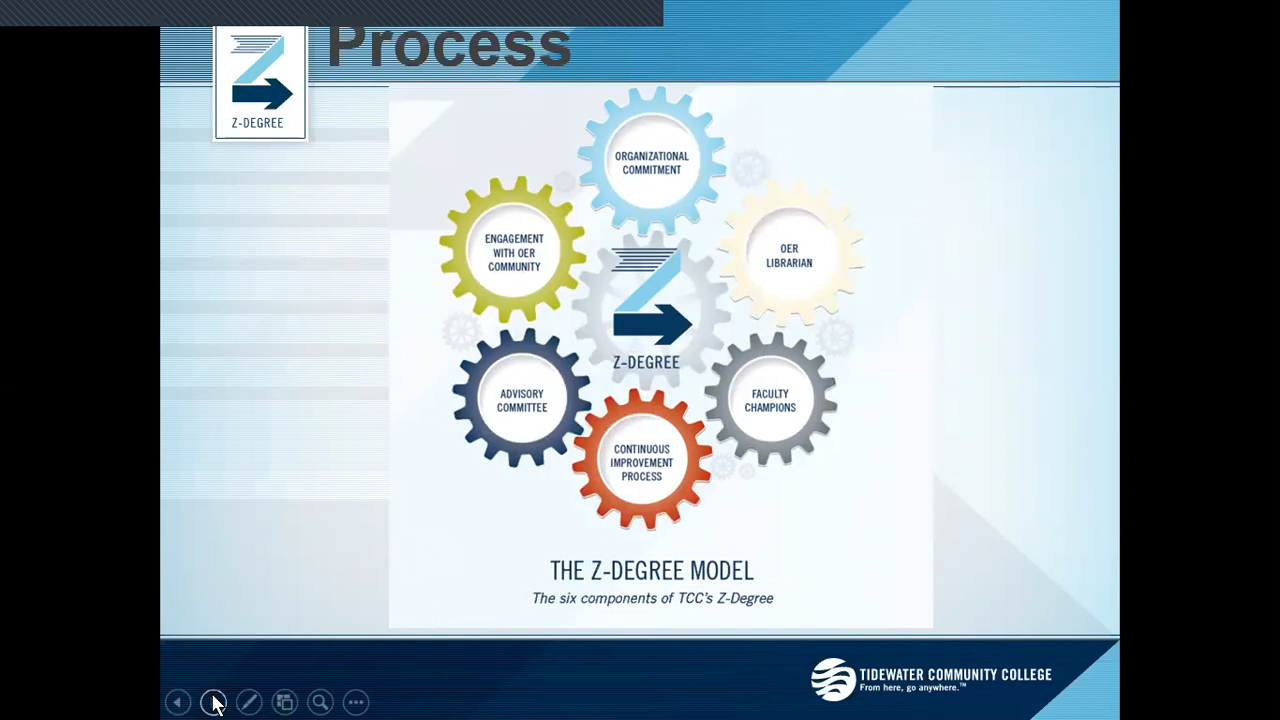 Process
Z-DEGREE
ORGANIZATIONAL
COMMITMENT
ENGAGEMENT
WITH OER
COMMUNITY
OER
LIBRARIAN
Z-DEGREE
ADVISORY
COMMITTEE
FACULTY
CHAMPIONS
CONTINUOUS
IMPROVEMENT
PROCESS
THE Z-DEGREE MODEL
The six components of TCC's Z-Degree
TIDEWATER COMMUNITY COLLEGE
From here, go anywhere.™